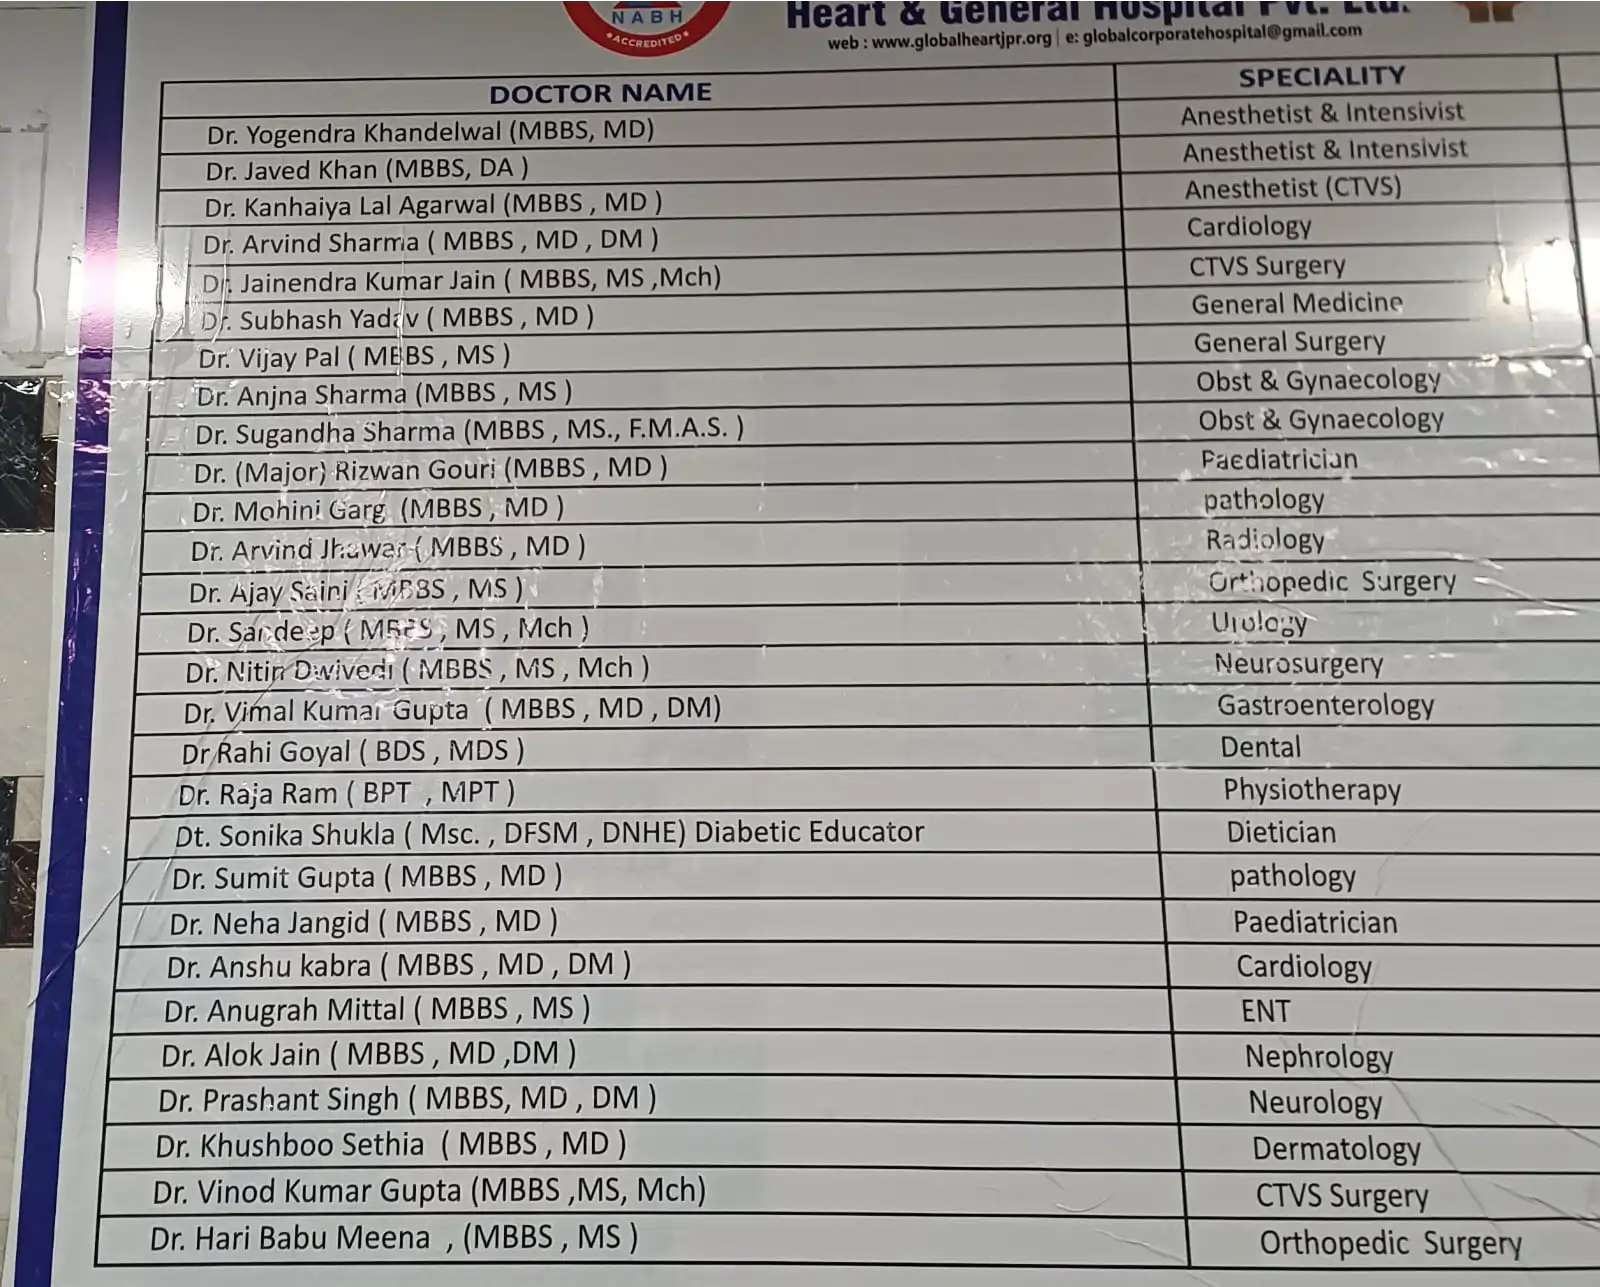 NABH
*ACCREDITED*
Heart & General Hospital Pvt. Ltd.
web : www.globalheartjpr.org | e: globalcorporatehospital@gmail.com
DOCTOR NAME SPECIALITY
Dr. Yogendra Khandelwal (MBBS, MD) Anesthetist & Intensivist
Dr. Javed Khan (MBBS, DA ) Anesthetist & Intensivist
Dr. Kanhaiya Lal Agarwal (MBBS , MD ) Anesthetist (CTVS)
Dr. Arvind Sharma ( MBBS , MD , DM ) Cardiology
Dr. Jainendra Kumar Jain ( MBBS, MS ,Mch) CTVS Surgery
Dr. Subhash Yadav ( MBBS , MD ) General Medicine
Dr. Vijay Pal ( MBBS , MS ) General Surgery
Dr. Anjna Sharma (MBBS , MS ) Obst & Gynaecology
Dr. Sugandha Sharma (MBBS , MS., F.M.A.S. ) Obst & Gynaecology
Dr. (Major) Rizwan Gouri (MBBS , MD ) Paediatrician
Dr. Mohini Garg (MBBS , MD ) pathology
Dr. Arvind Jhawar ( MBBS , MD ) Radiology
Dr. Ajay Saini ( MBBS , MS ) Orthopedic Surgery
Dr. Sandeep ( MBBS , MS , Mch ) Urology
Dr. Nitin Dwivedi ( MBBS , MS , Mch ) Neurosurgery
Dr. Vimal Kumar Gupta ( MBBS , MD , DM) Gastroenterology
Dr Rahi Goyal ( BDS , MDS ) Dental
Dr. Raja Ram ( BPT , MPT ) Physiotherapy
Dt. Sonika Shukla ( Msc. , DFSM , DNHE) Diabetic Educator Dietician
Dr. Sumit Gupta ( MBBS , MD ) pathology
Dr. Neha Jangid ( MBBS , MD ) Paediatrician
Dr. Anshu kabra ( MBBS , MD , DM ) Cardiology
Dr. Anugrah Mittal ( MBBS , MS ) ENT
Dr. Alok Jain ( MBBS , MD ,DM ) Nephrology
Dr. Prashant Singh ( MBBS, MD , DM ) Neurology
Dr. Khushboo Sethia ( MBBS , MD ) Dermatology
Dr. Vinod Kumar Gupta (MBBS ,MS, Mch) CTVS Surgery
Dr. Hari Babu Meena , (MBBS , MS ) Orthopedic Surgery